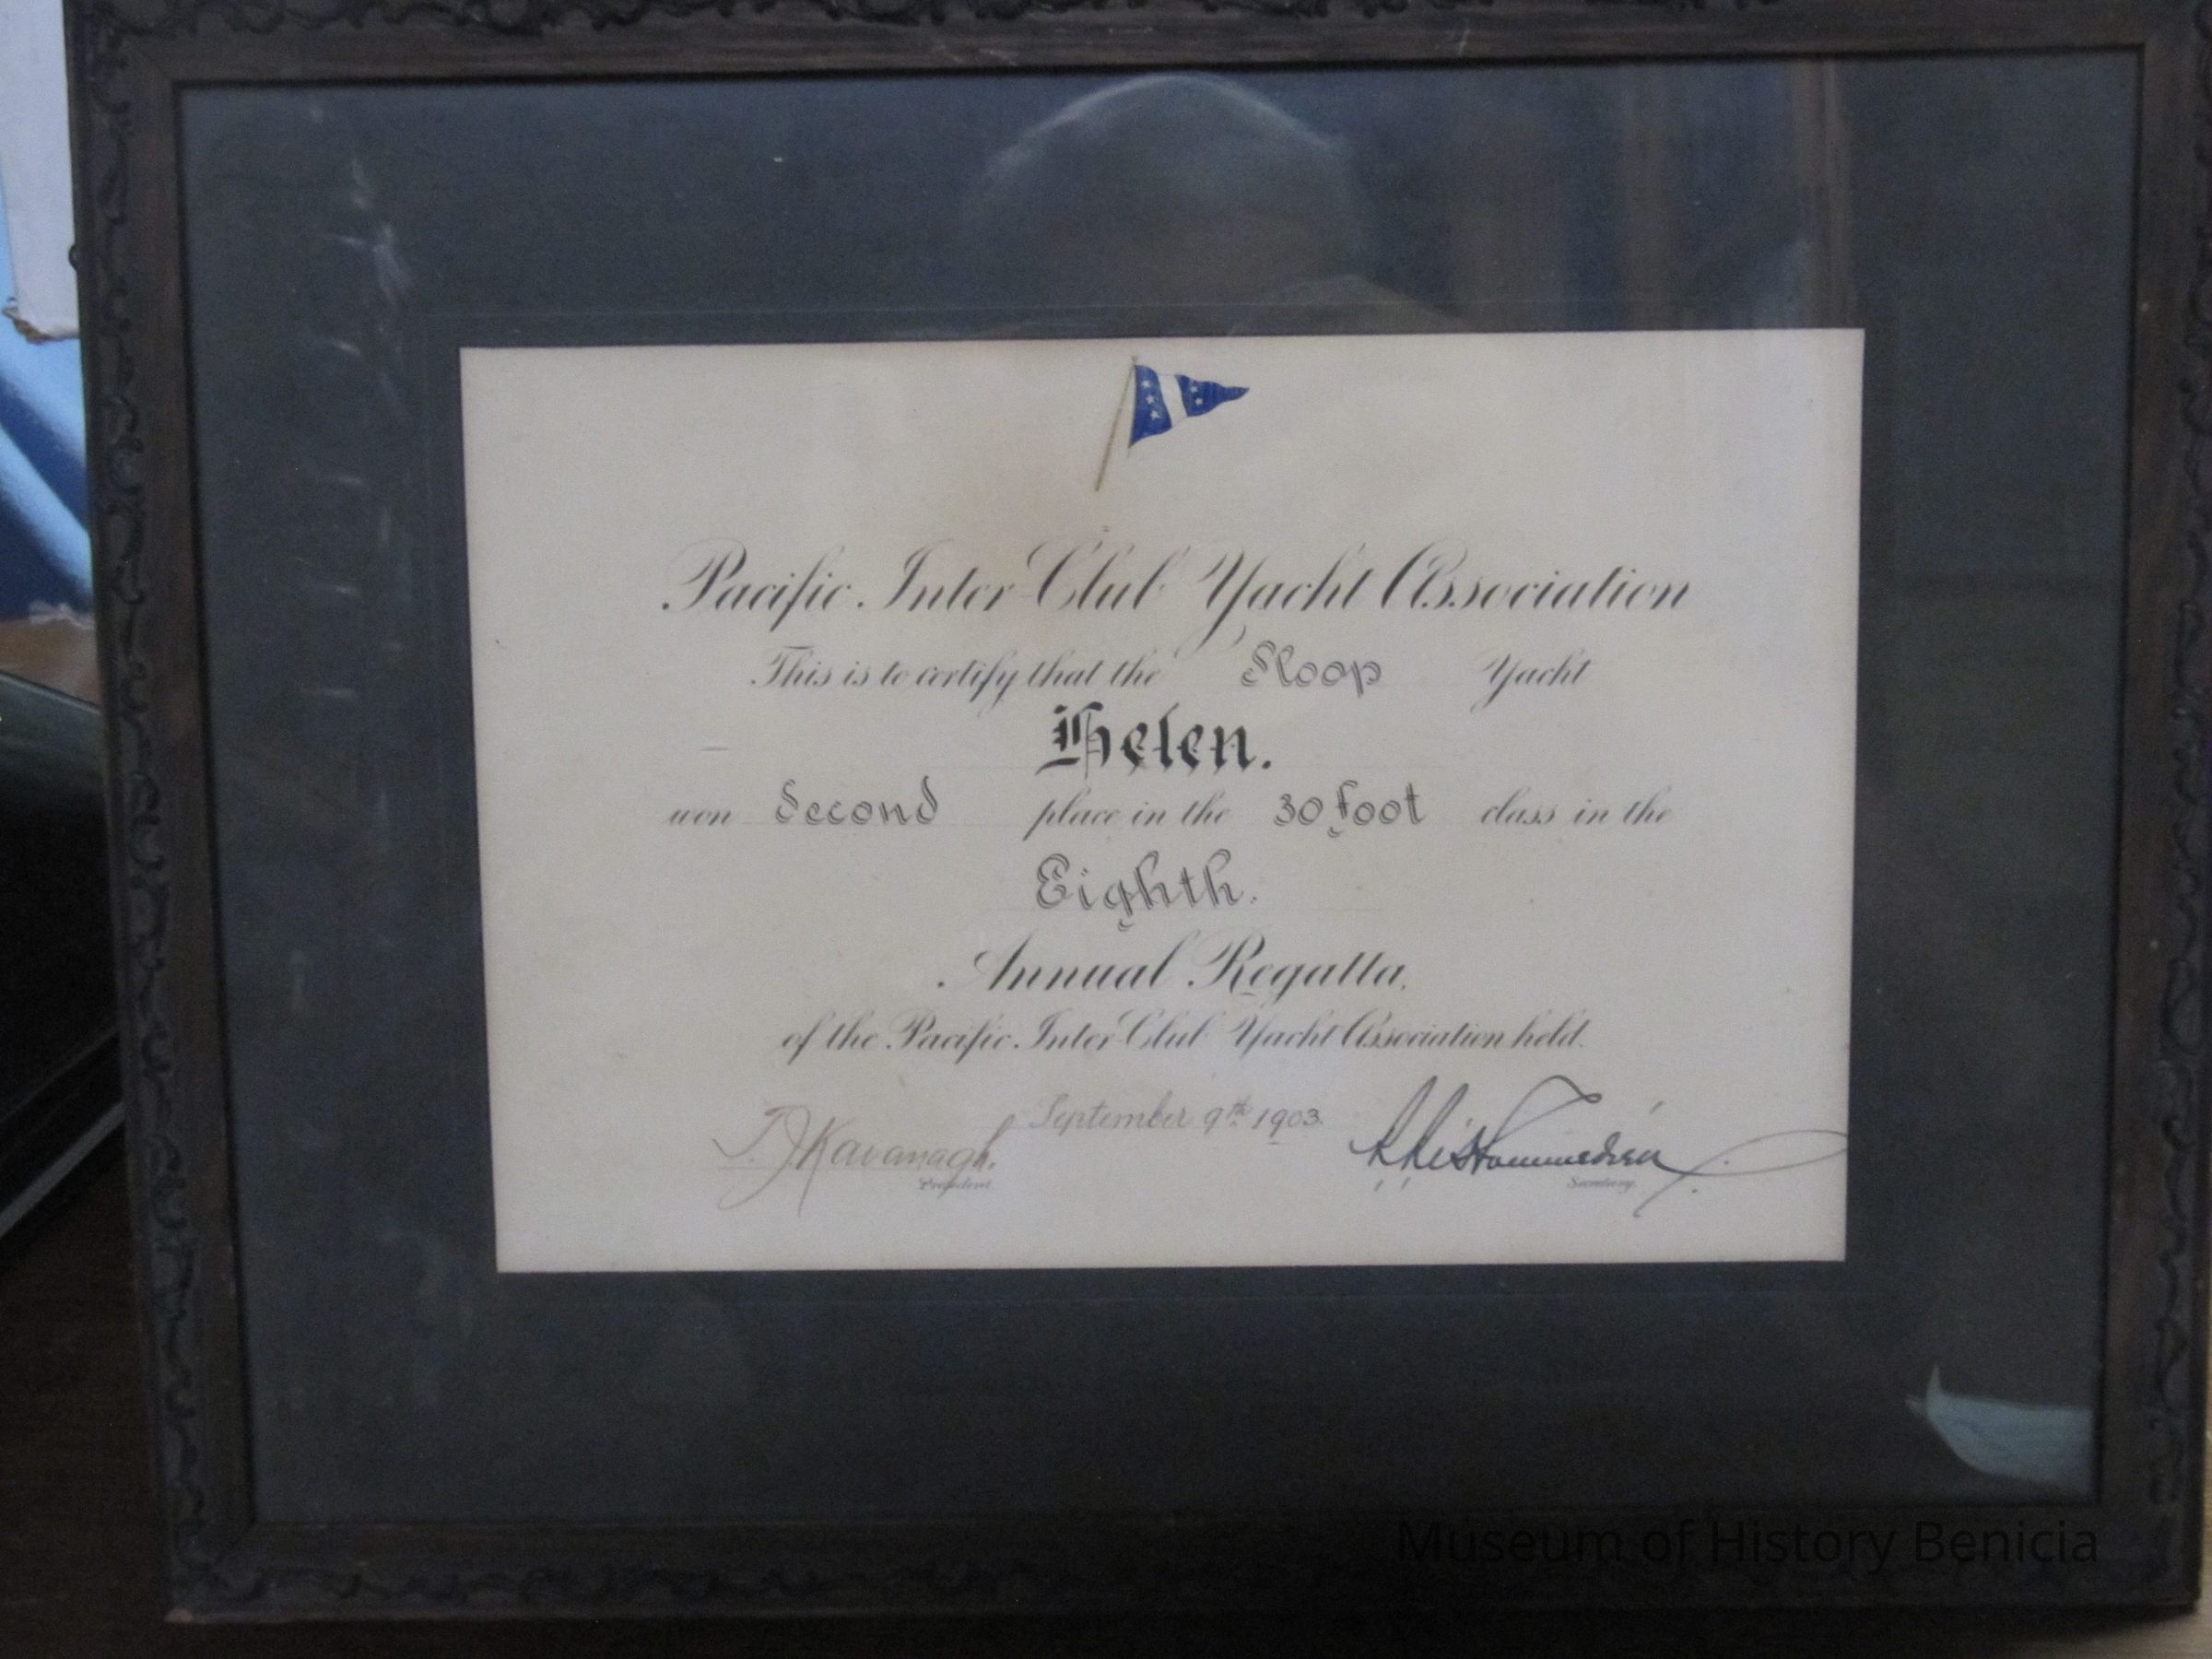 Pacific Inter-Club Yacht Association
This is to certify that the Sloop Yacht
Helen.
won Second place in the 30 foot class in the
Eighth.
Annual Regatta,
of the Pacific Inter-Club Yacht Association held
September 9th 1903.
T. J. Kavanagh.
President.
Secretary.
Museum of History Benicia